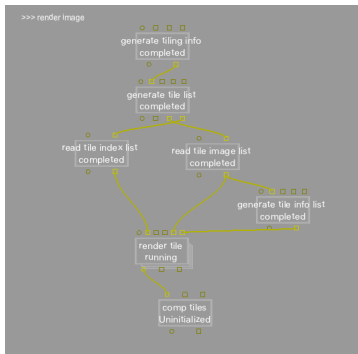 >>> render image
generate tiling info
completed
generate tile list
completed
read tile index list
completed
read tile image list
completed
generate tile info list
completed
render tile
running
comp tiles
Uninitialized